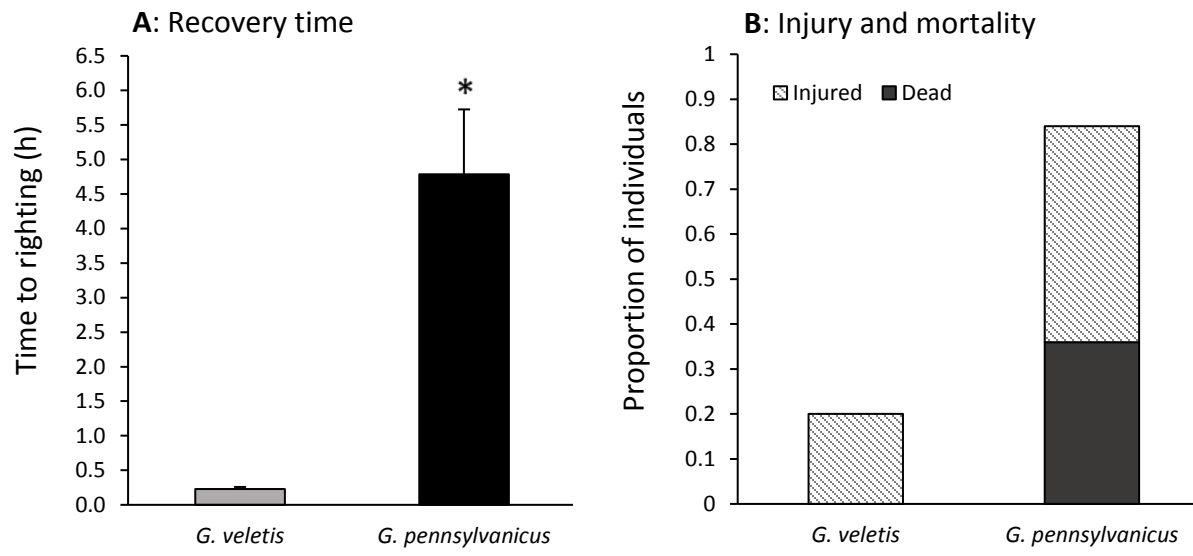 A: Recovery time
Time to righting (h)
6.5
6.0
5.5
5.0
4.5
4.0
3.5
3.0
2.5
2.0
1.5
1.0
0.5
0.0
*
G. veletis
G. pennsylvanicus
B: Injury and mortality
Proportion of individuals
1
0.9
0.8
0.7
0.6
0.5
0.4
0.3
0.2
0.1
0
Injured
Dead
G. veletis
G. pennsylvanicus